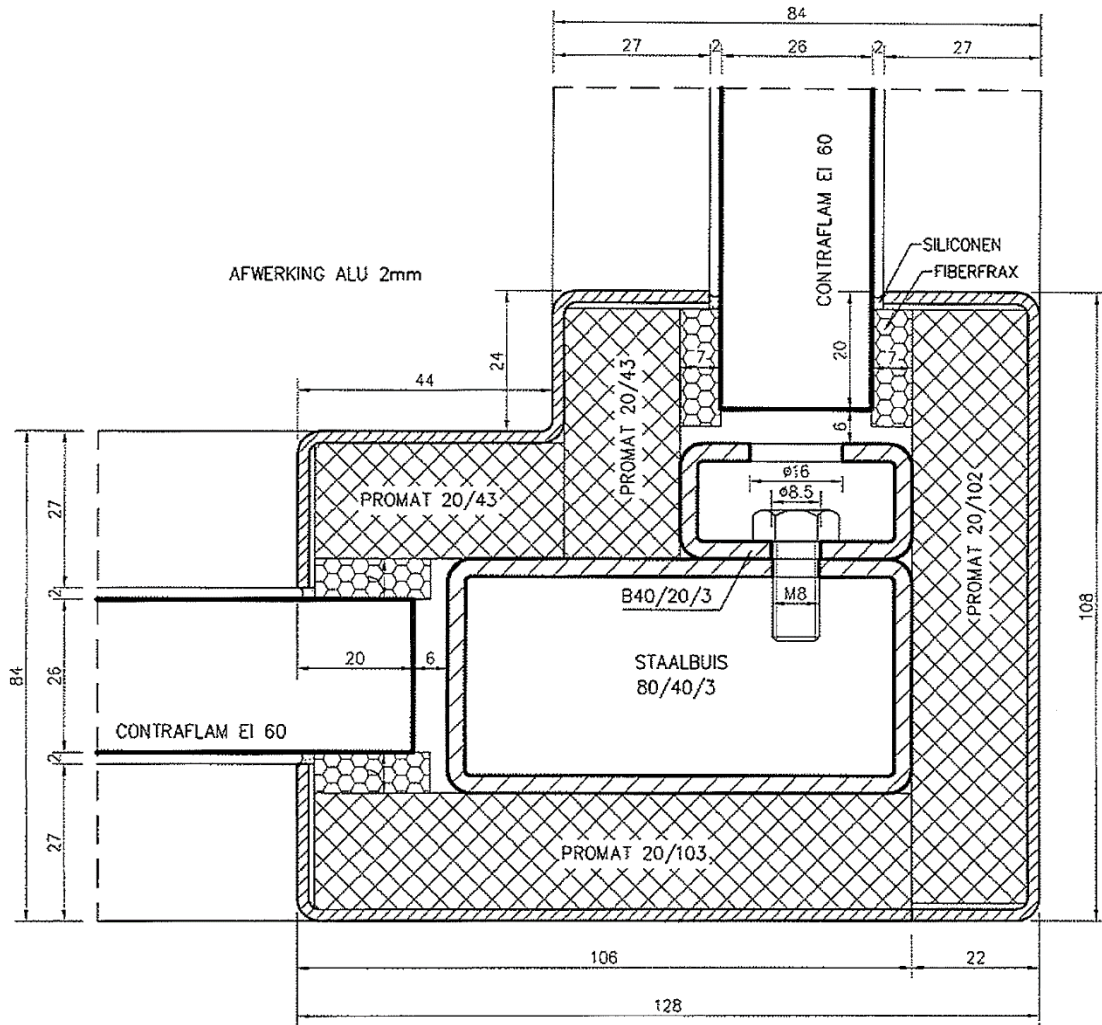 84
27 2 26 2 27
CONTRAFLAM EI 60
SILICONEN
FIBERFRAX
AFWERKING ALU 2mm
24
44
20
7
7
6
PROMAT 20/43
PROMAT 20/43
PROMAT 20/102
ø16
ø8.5
M8
B40/20/3
STAALBUIS
80/40/3
PROMAT 20/103
CONTRAFLAM EI 60
20 6
27
2
26
2
27
84
108
106 22
128